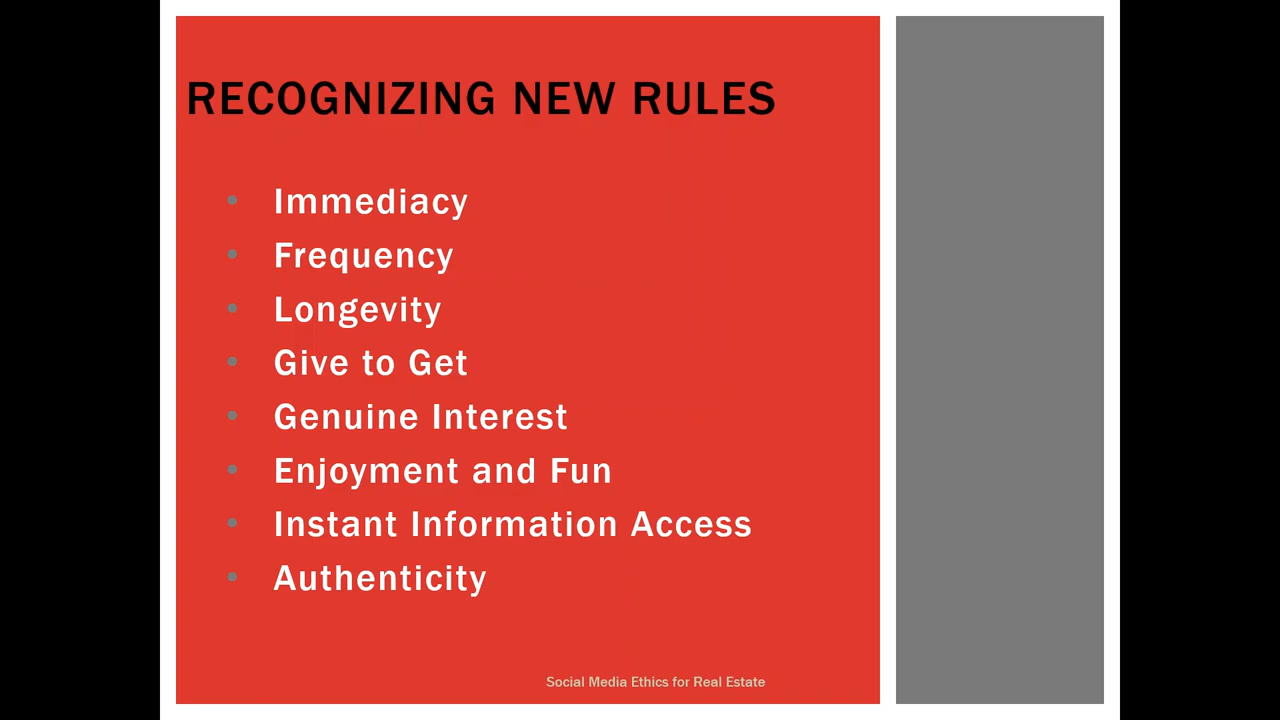 RECOGNIZING NEW RULES
• Immediacy
• Frequency
• Longevity
• Give to Get
• Genuine Interest
• Enjoyment and Fun
• Instant Information Access
• Authenticity
Social Media Ethics for Real Estate